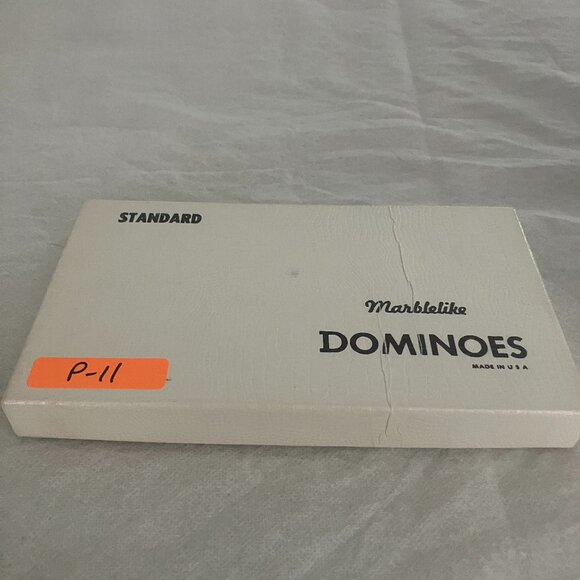 STANDARD
Marblelike
DOMINOES
MADE IN U S A
P-11